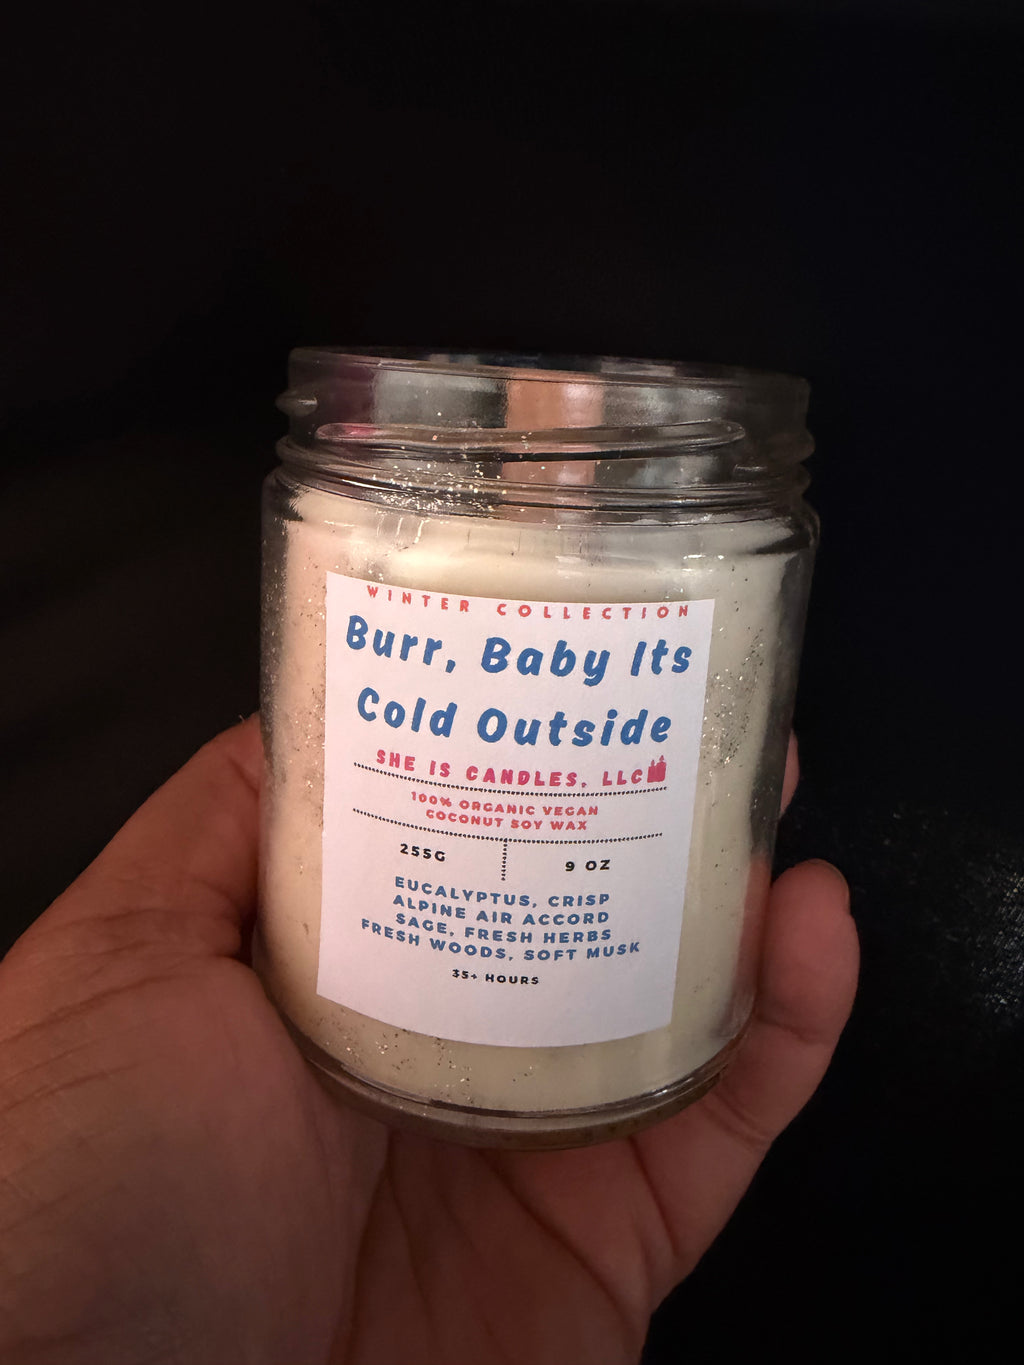 WINTER COLLECTION
Burr, Baby Its
Cold Outside
SHE IS CANDLES, LLC
100% ORGANIC VEGAN
COCONUT SOY WAX
255G 9 OZ
EUCALYPTUS, CRISP
ALPINE AIR ACCORD
SAGE, FRESH HERBS
FRESH WOODS, SOFT MUSK
35+ HOURS